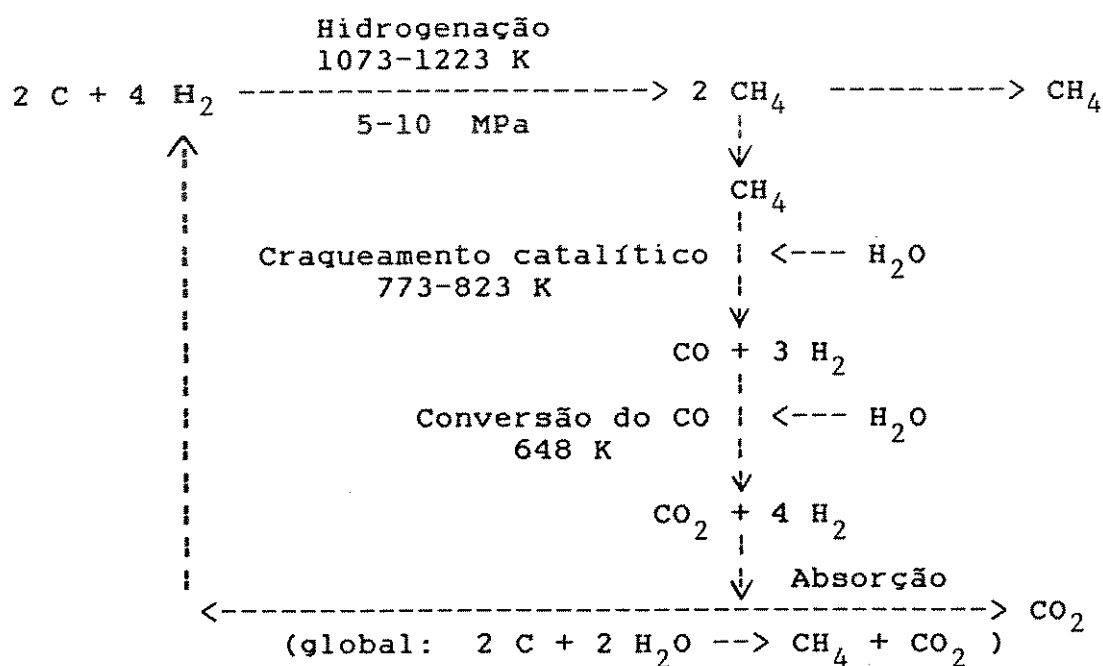 Hidrogenação
1073-1223 K
2 C + 4 H2 --------------------> 2 CH4 ---------> CH4
5-10 MPa
CH4
Craqueamento catalítico <--- H2O
773-823 K
CO + 3 H2
Conversão do CO <--- H2O
648 K
CO2 + 4 H2
Absorção
<--------------------------------------> CO2
(global: 2 C + 2 H2O --> CH4 + CO2 )